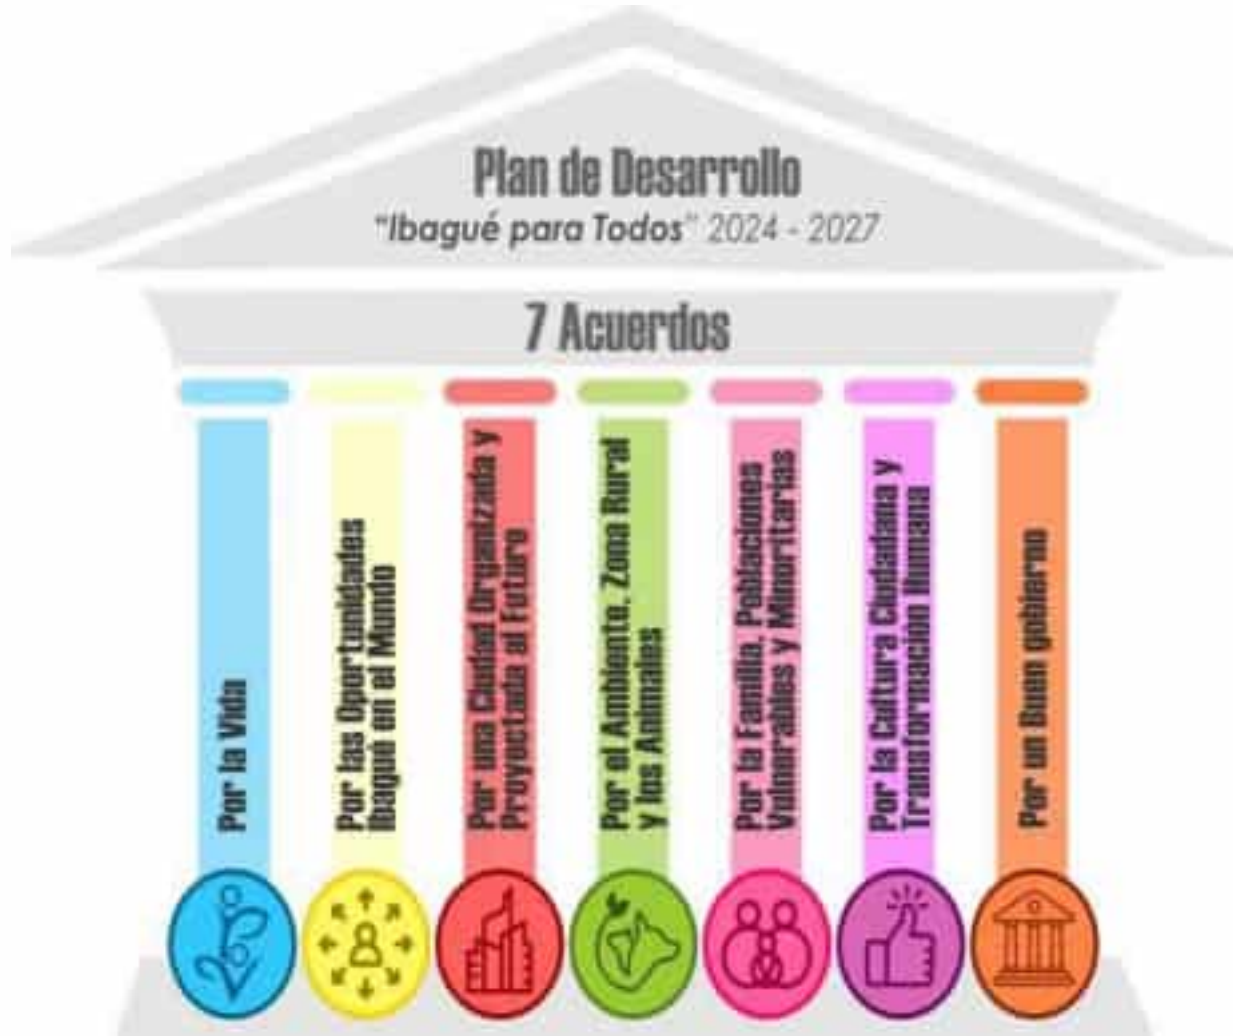 Plan de Desarrollo
"Ibagué para Todos" 2024 - 2027
7 Acuerdos
Por la Vida
Por las Oportunidades
Ibagué en el Mundo
Por una Ciudad Organizada y
Proyectada al Futuro
Por el Ambiente, Zona Rural
y los Animales
Por la Familia, Poblaciones
Vulnerables y Minoritarias
Por la Cultura Ciudadana y
Transformación Humana
Por un Buen gobierno